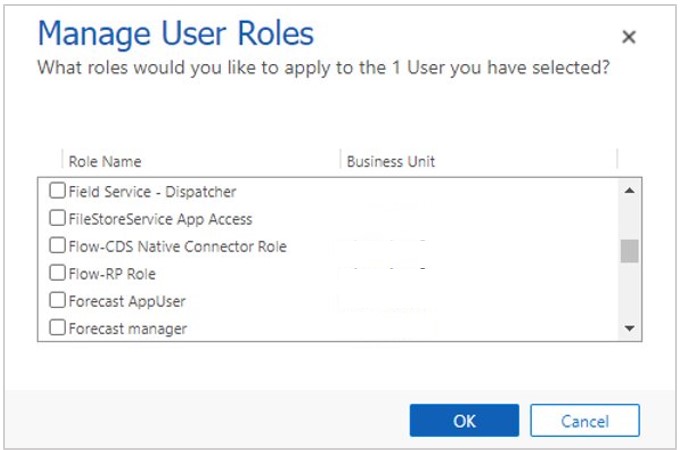 Manage User Roles
What roles would you like to apply to the 1 User you have selected?
Role Name Business Unit
Field Service - Dispatcher
FileStoreService App Access
Flow-CDS Native Connector Role
Flow-RP Role
Forecast AppUser
Forecast manager
OK Cancel